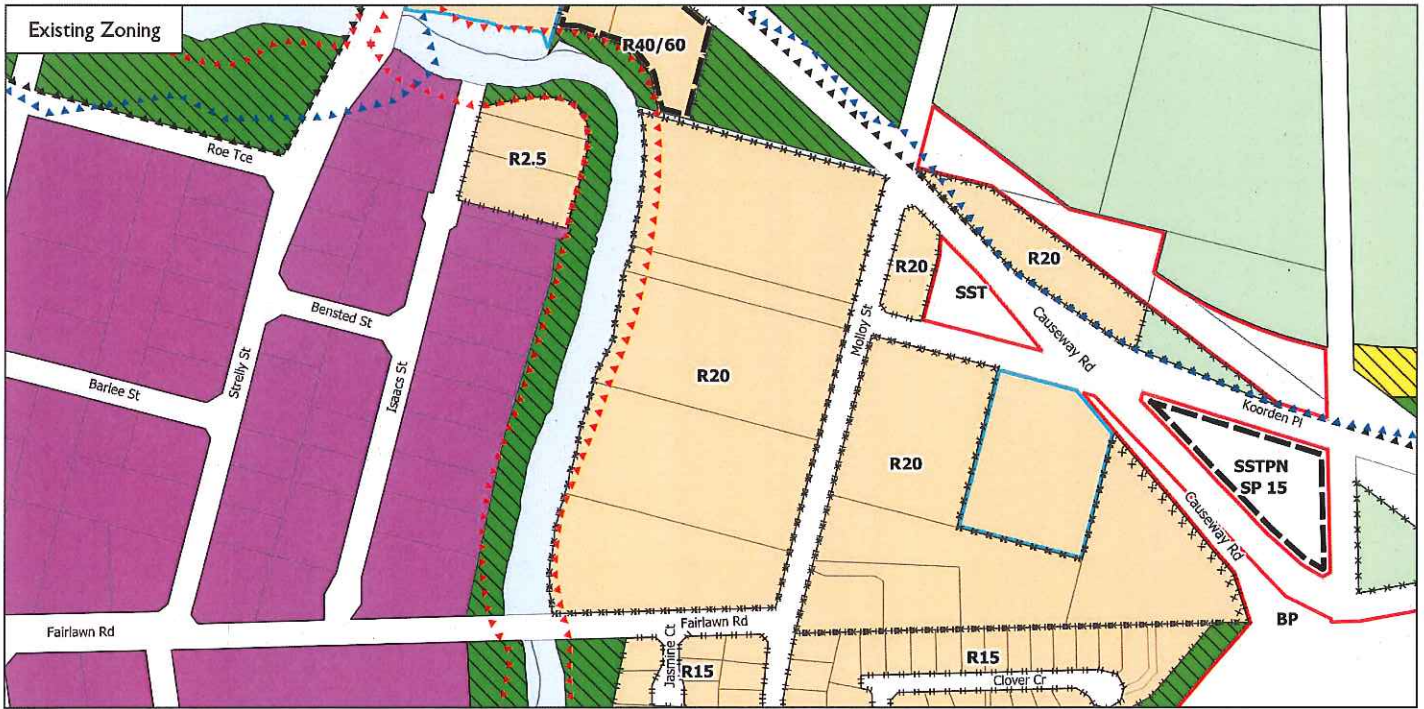 Existing Zoning
R40/60
Roe Tce
R2.5
R20
SST
R20
Bensted St
Molloy St
Causeway Rd
Strelly St
Isaacs St
Barlee St
R20
Koorden Pl
R20
SSTPN
SP 15
Causeway Rd
BP
Fairlawn Rd
Fairlawn Rd
Jasmine Ct
R15
R15
Clover Cr